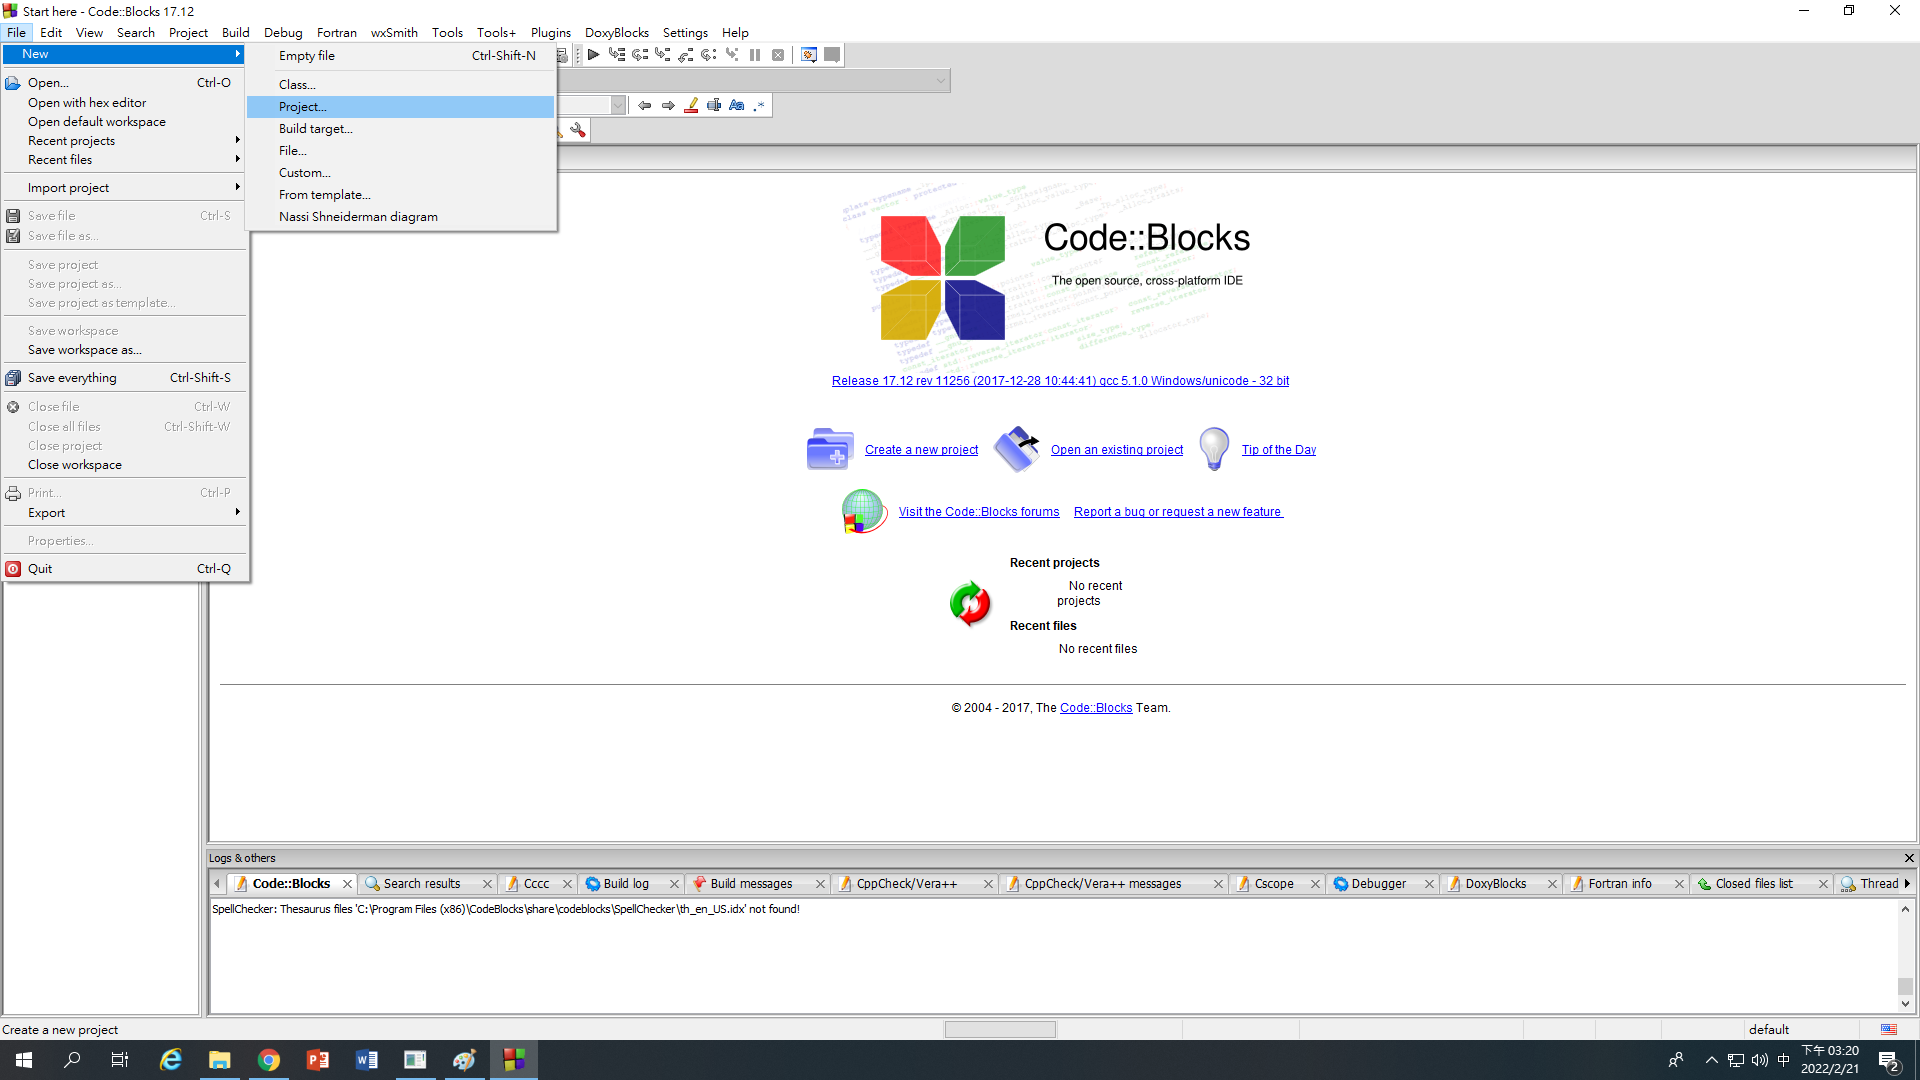 Start here - Code::Blocks 17.12
File Edit View Search Project Build Debug Fortran wxSmith Tools Tools+ Plugins DoxyBlocks Settings Help
New
Open... Ctrl-O
Open with hex editor
Open default workspace
Recent projects
Recent files
Import project
Save file Ctrl-S
Save file as...
Save project
Save project as...
Save project as template...
Save workspace
Save workspace as...
Save everything Ctrl-Shift-S
Close file Ctrl-W
Close all files Ctrl-Shift-W
Close project
Close workspace
Print... Ctrl-P
Export
Properties...
Quit Ctrl-Q
Empty file Ctrl-Shift-N
Class...
Project...
Build target...
File...
Custom...
From template...
Nassi Shneiderman diagram
Code::Blocks
The open source, cross-platform IDE
Release 17.12 rev 11256 (2017-12-28 10:44:41) gcc 5.1.0 Windows/unicode - 32 bit
Create a new project Open an existing project Tip of the Day
Visit the Code::Blocks forums Report a bug or request a new feature
Recent projects
No recent
projects
Recent files
No recent files
© 2004 - 2017, The Code::Blocks Team.
Logs & others
Code::Blocks Search results Cccc Build log Build messages CppCheck/Vera++ CppCheck/Vera++ messages Cscope Debugger DoxyBlocks Fortran info Closed files list Thread
SpellChecker: Thesaurus files 'C:\Program Files (x86)\CodeBlocks\share\codeblocks\SpellChecker\th_en_US.idx' not found!
Create a new project default
中 下午 03:20
2022/2/21
2